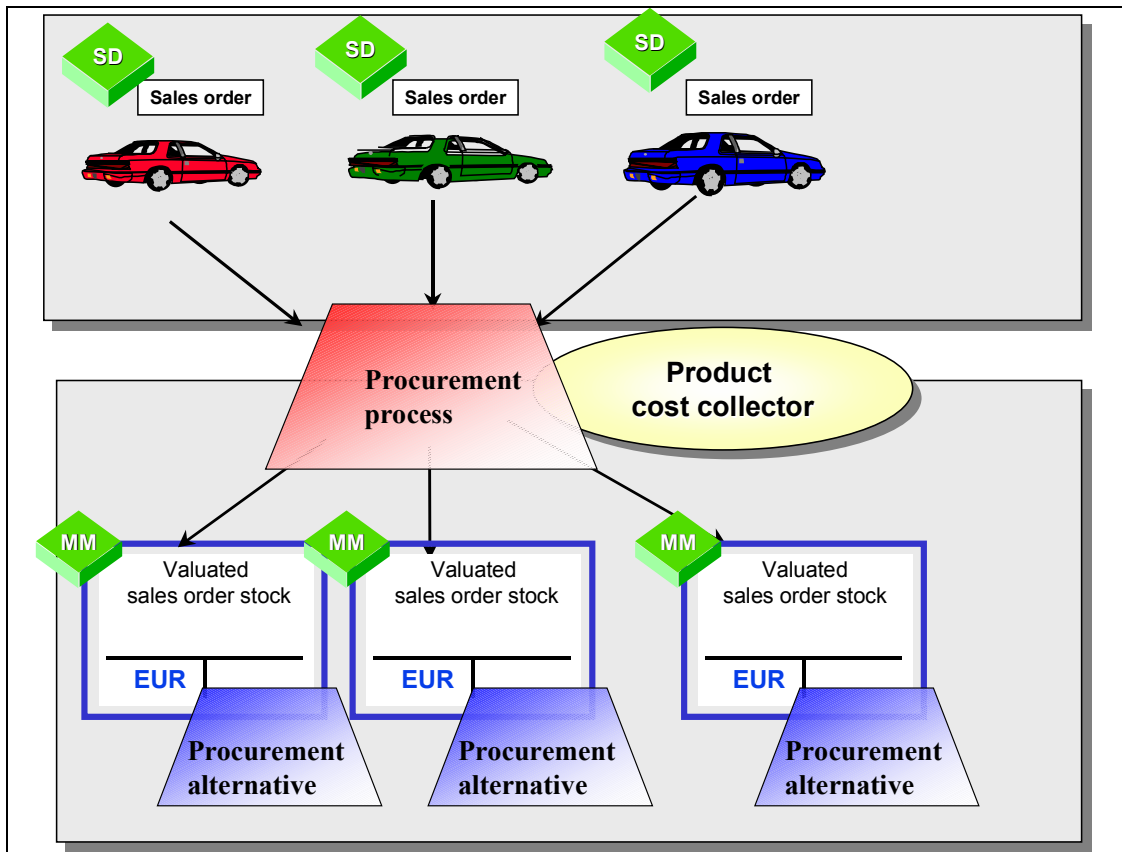 SD
SD
SD
Sales order
Sales order
Sales order
Procurement
process
Product
cost collector
MM
MM
MM
Valuated
sales order stock
Valuated
sales order stock
Valuated
sales order stock
EUR
EUR
EUR
Procurement
alternative
Procurement
alternative
Procurement
alternative